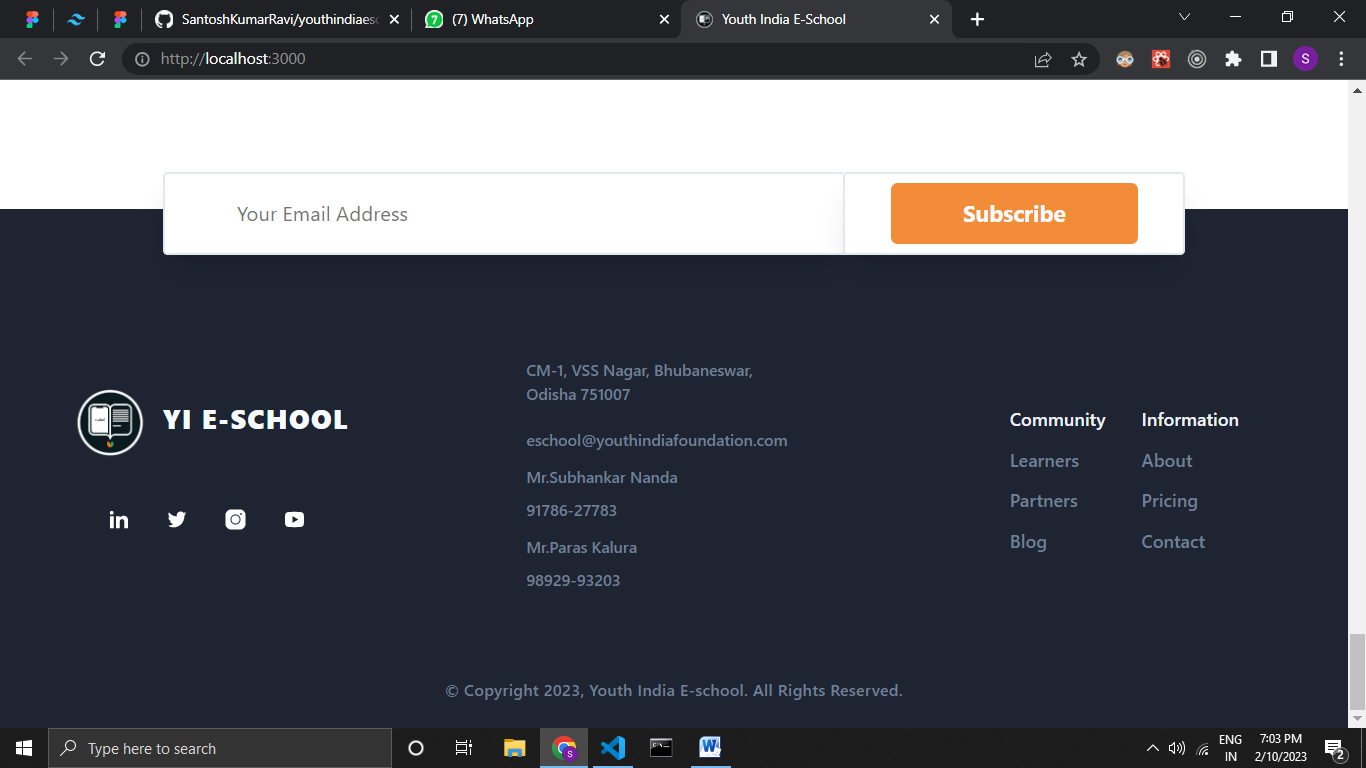 SantoshKumarRavi/youthindiaesc
(7) WhatsApp
Youth India E-School
http://localhost:3000
S
Your Email Address
Subscribe
CM-1, VSS Nagar, Bhubaneswar,
Odisha 751007
YI E-SCHOOL
eschool@youthindiafoundation.com
Mr.Subhankar Nanda
91786-27783
Mr.Paras Kalura
98929-93203
Community
Learners
Partners
Blog
Information
About
Pricing
Contact
© Copyright 2023, Youth India E-school. All Rights Reserved.
Type here to search
ENG
IN
7:03 PM
2/10/2023
2